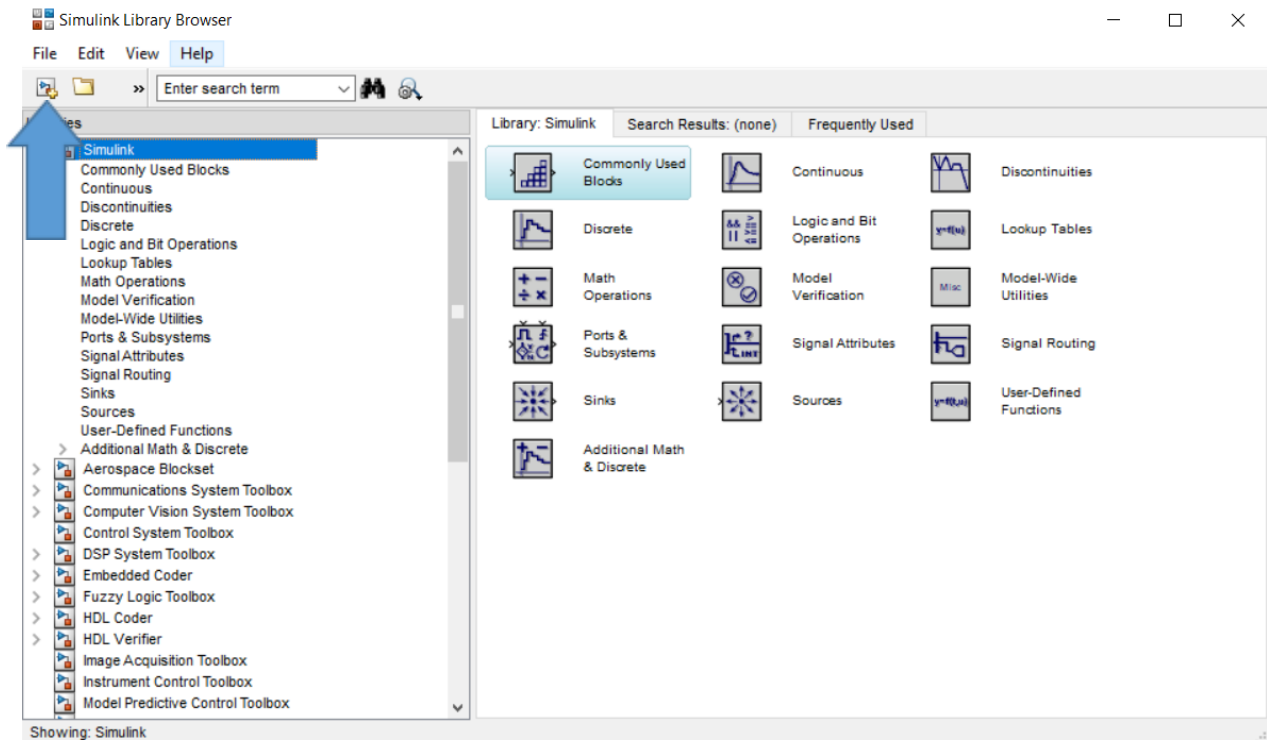 Simulink Library Browser
File Edit View Help
» Enter search term
Library: Simulink Search Results: (none) Frequently Used
Simulink
Commonly Used Blocks
Continuous
Discontinuities
Discrete
Logic and Bit Operations
Lookup Tables
Math Operations
Model Verification
Model-Wide Utilities
Ports & Subsystems
Signal Attributes
Signal Routing
Sinks
Sources
User-Defined Functions
Additional Math & Discrete
Aerospace Blockset
Communications System Toolbox
Computer Vision System Toolbox
Control System Toolbox
DSP System Toolbox
Embedded Coder
Fuzzy Logic Toolbox
HDL Coder
HDL Verifier
Image Acquisition Toolbox
Instrument Control Toolbox
Model Predictive Control Toolbox
Commonly Used
Blocks
Continuous
Discontinuities
Discrete
Logic and Bit
Operations
y=f(u)
Lookup Tables
Math
Operations
Model
Verification
Misc
Model-Wide
Utilities
Ports &
Subsystems
Signal Attributes
Signal Routing
Sinks
Sources
User-Defined
Functions
Additional Math
& Discrete
Showing: Simulink